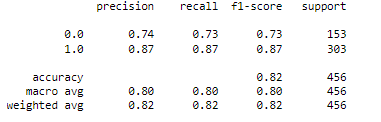 precision recall f1-score support
0.0 0.74 0.73 0.73 153
1.0 0.87 0.87 0.87 303
accuracy 0.82 456
macro avg 0.80 0.80 0.80 456
weighted avg 0.82 0.82 0.82 456